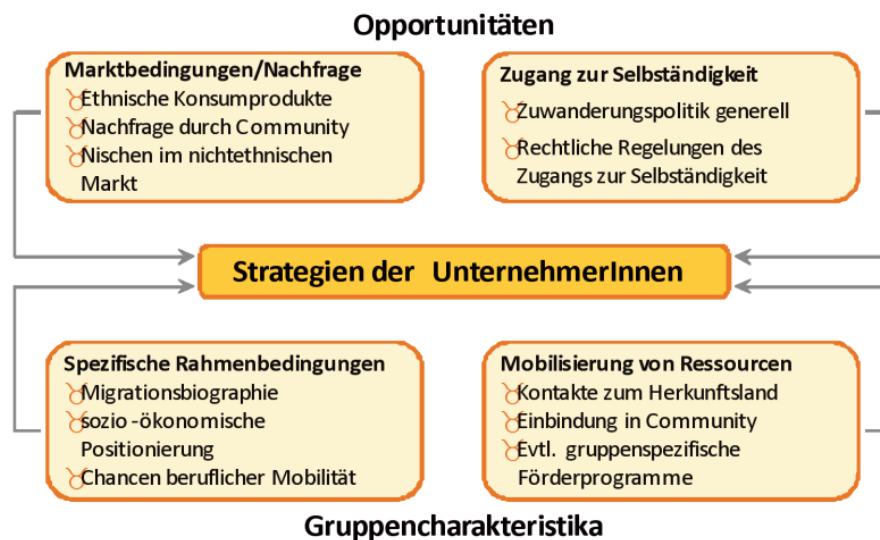 Opportunitäten
Marktbedingungen/Nachfrage
Ethnische Konsumprodukte
Nachfrage durch Community
Nischen im nichtethnischen
Markt
Zugang zur Selbständigkeit
Zuwanderungspolitik generell
Rechtliche Regelungen des
Zugangs zur Selbständigkeit
Strategien der UnternehmerInnen
Spezifische Rahmenbedingungen
Migrationsbiographie
sozio-ökonomische
Positionierung
Chancen beruflicher Mobilität
Mobilisierung von Ressourcen
Kontakte zum Herkunftsland
Einbindung in Community
Evtl. gruppenspezifische
Förderprogramme
Gruppencharakteristika